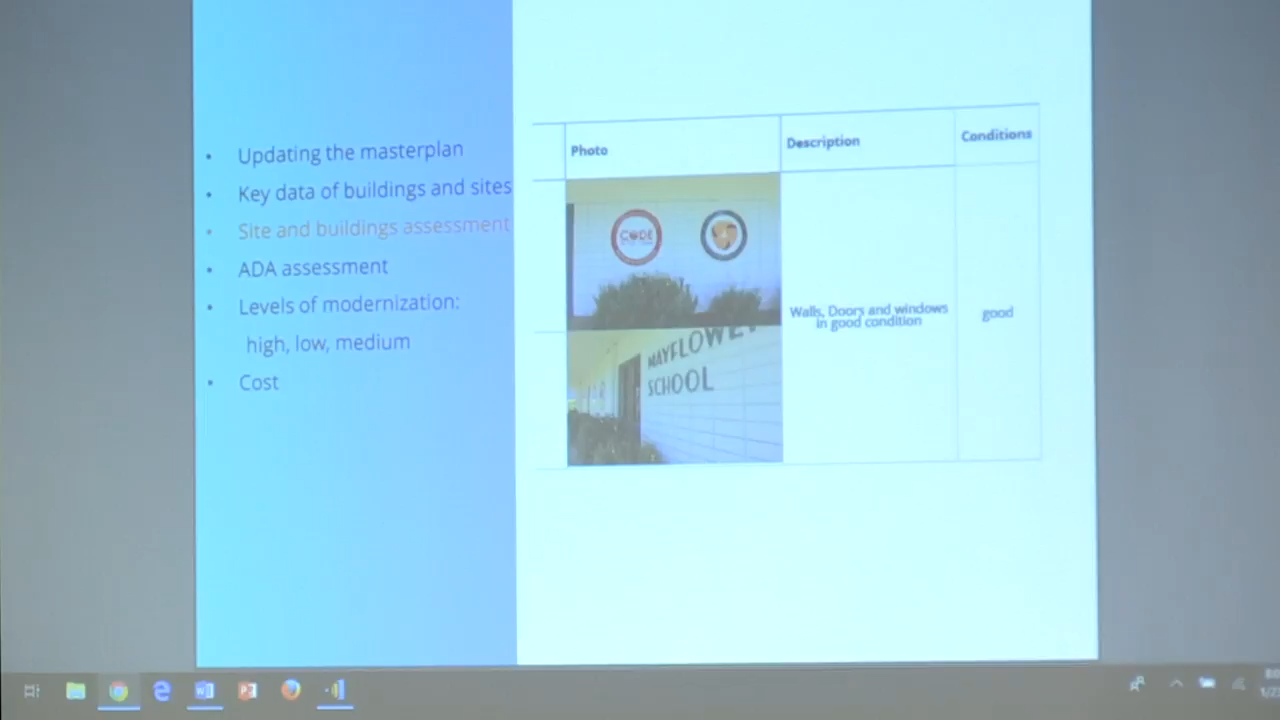 • Updating the masterplan
• Key data of buildings and sites
• Site and buildings assessment
• ADA assessment
• Levels of modernization:
high, low, medium
• Cost
Photo
Description
Conditions
CODE
MAYFLOWE
SCHOOL
Walls, Doors and windows
in good condition
good